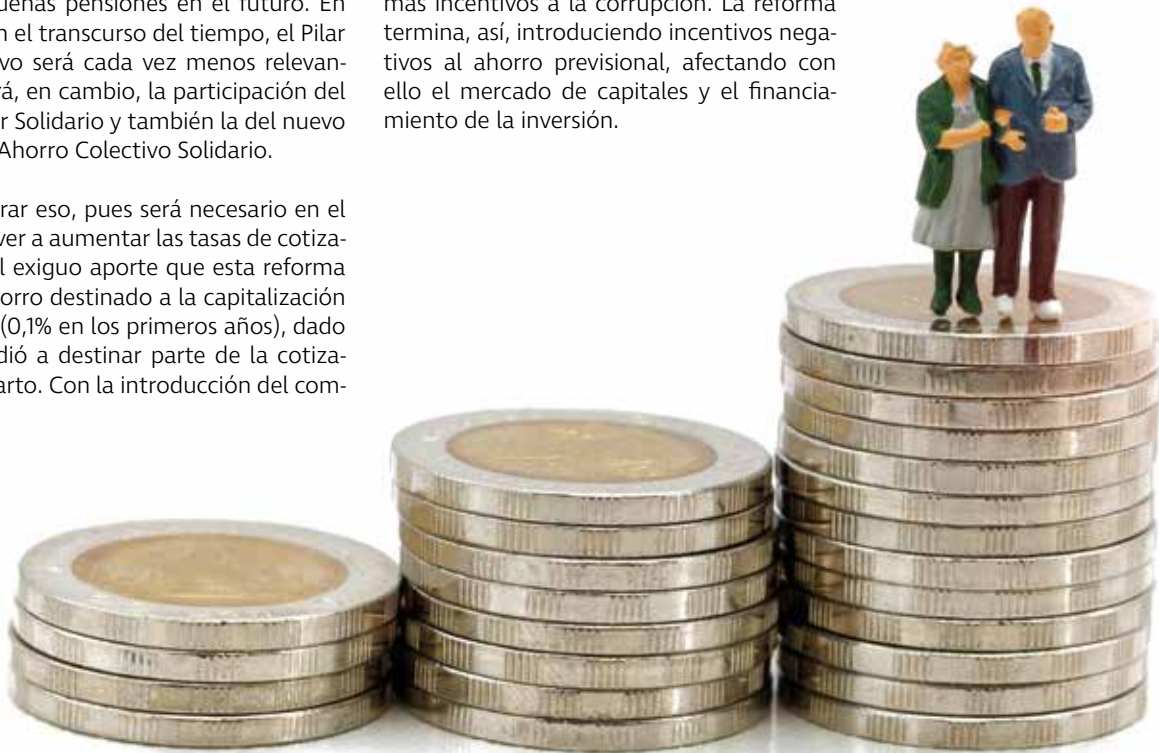 uenas pensiones en el futuro. En
n el transcurso del tiempo, el Pilar
vo será cada vez menos relevan-
rá, en cambio, la participación del
r Solidario y también la del nuevo
Ahorro Colectivo Solidario.
rar eso, pues será necesario en el
ver a aumentar las tasas de cotiza-
l exiguo aporte que esta reforma
orro destinado a la capitalización
(0,1% en los primeros años), dado
dió a destinar parte de la cotiza-
arto. Con la introducción del com-
más incentivos a la corrupción. La reforma
termina, así, introduciendo incentivos nega-
tivos al ahorro previsional, afectando con
ello el mercado de capitales y el financia-
miento de la inversión.